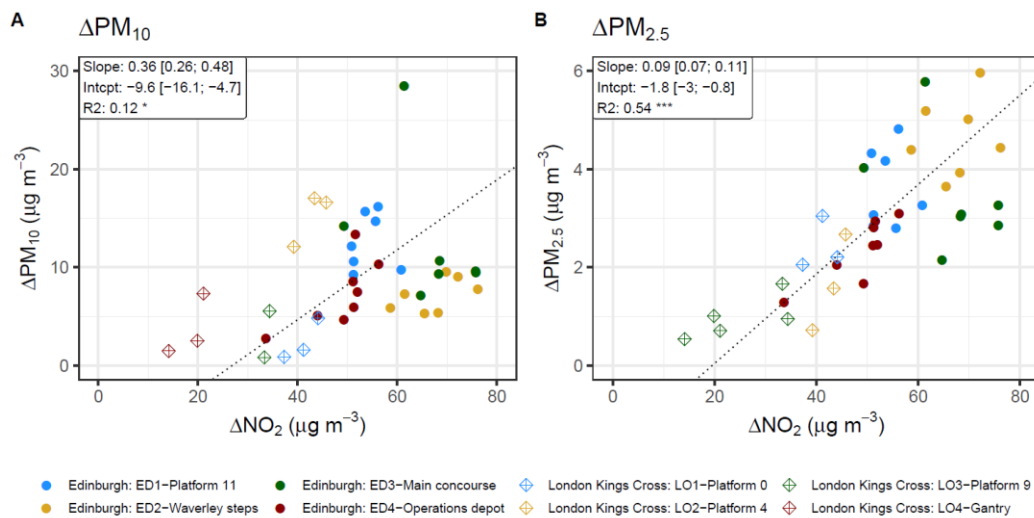 A
ΔPM10
Slope: 0.36 [0.26; 0.48]
Intcpt: −9.6 [−16.1; −4.7]
R2: 0.12 *
30
20
10
0
ΔPM10 (μg m−3)
0 20 40 60 80
ΔNO2 (μg m−3)
B
ΔPM2.5
Slope: 0.09 [0.07; 0.11]
Intcpt: −1.8 [−3; −0.8]
R2: 0.54 ***
6
4
2
0
ΔPM2.5 (μg m−3)
0 20 40 60 80
ΔNO2 (μg m−3)
Edinburgh: ED1−Platform 11 Edinburgh: ED3−Main concourse London Kings Cross: LO1−Platform 0 London Kings Cross: LO3−Platform 9
Edinburgh: ED2−Waverley steps Edinburgh: ED4−Operations depot London Kings Cross: LO2−Platform 4 London Kings Cross: LO4−Gantry